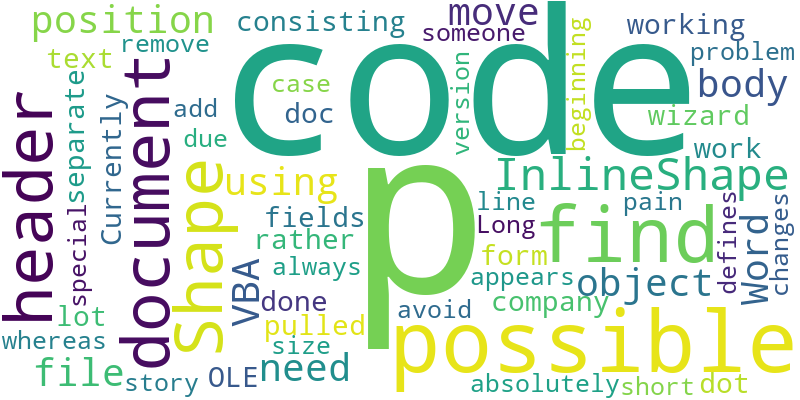 position
consisting
move
working
someone
remove
problem
text
case
code
beginning
body
add
doc
version
wizard
due
work
header
document
separate
Currently
special
Shape
using
p
InlineShape
find
line
pain
Long
defines
Word
changes
fields
rather
always
VBA
form
appears
object
company
done
pulled
avoid
lot
whereas
size
possible
file
story
OLE
need
absolutely
short
dot